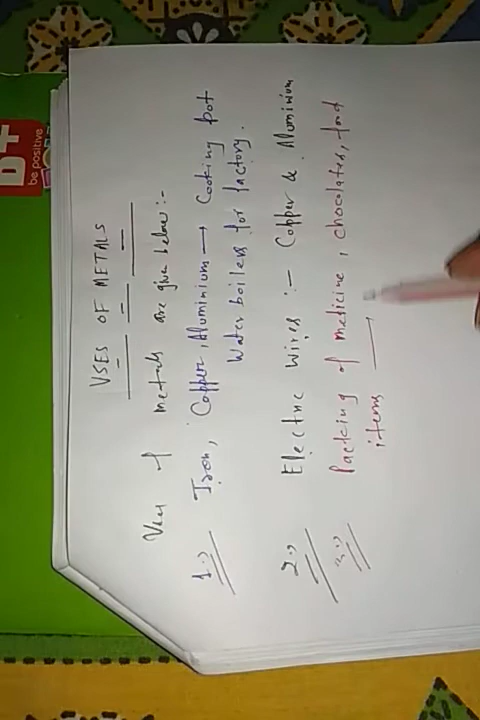 USES OF METALS
Uses of metals are given below:-
1.) Iron, Copper, Aluminium → Cooking pot
Water boilers for factory.
2.) Electric wires :- Copper & Aluminium
3.) Packing of medicine, chocolates, food
items →
B+
be positive